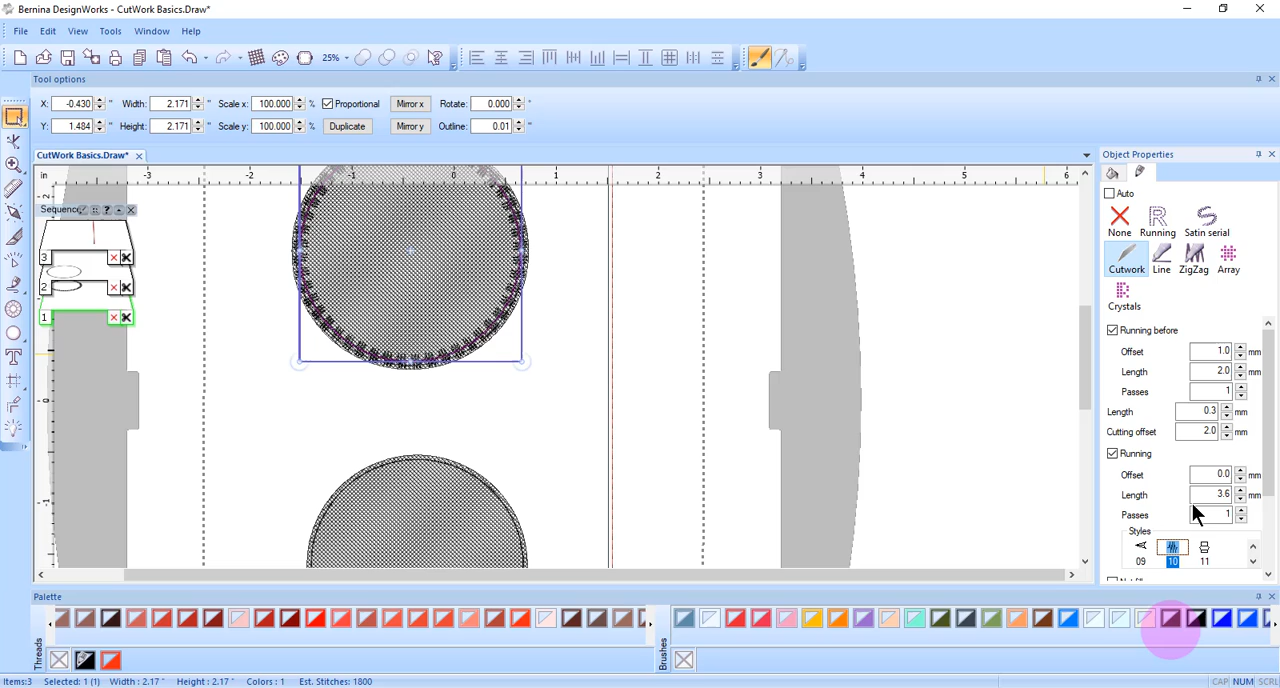 Bernina DesignWorks - CutWork Basics.Draw*
File Edit View Tools Window Help
25%
Tool options
X: -0.430 " Width: 2.171 " Scale x: 100.000 % Proportional Mirror x Rotate: 0.000 °
Y: 1.484 " Height: 2.171 " Scale y: 100.000 % Duplicate Mirror y Outline: 0.01 "
CutWork Basics.Draw*
Object Properties
in -3 -2 -1 0 1 2 3 4 5 6
Auto
2
Sequence
None Running Satin serial
3
Cutwork Line ZigZag Array
2
Crystals
1
Running before
Offset 1.0 mm
Length 2.0 mm
Passes 1
0
Length 0.3 mm
Cutting offset 2.0 mm
Running
Offset 0.0 mm
Length 3.6 mm
-1
Passes 1
Styles
09 10 11
Palette
Threads
Brushes
Items:3 Selected: 1 (1) Width : 2.17 " Height : 2.17 " Colors : 1 Est. Stitches: 1800 CAP NUM SCRL